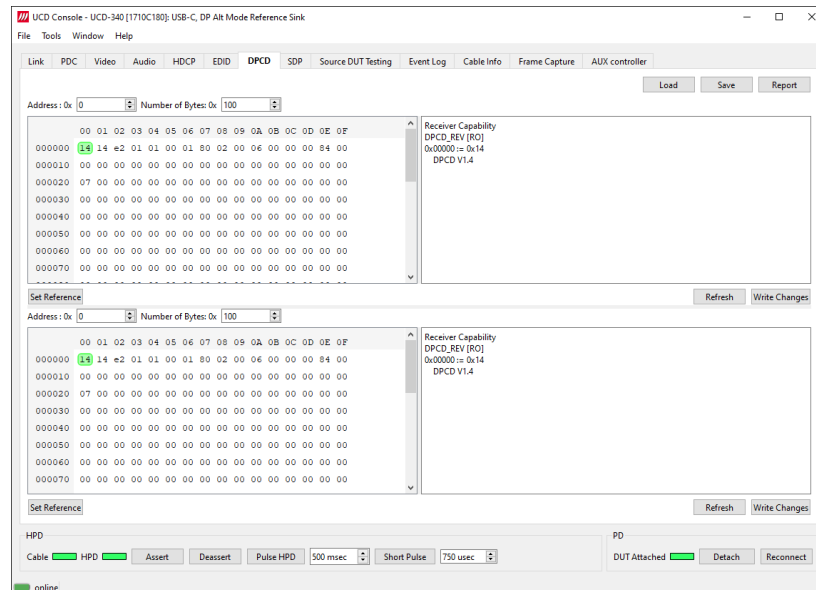 UCD Console - UCD-340 [1710C180]: USB-C, DP Alt Mode Reference Sink
File Tools Window Help
Link PDC Video Audio HDCP EDID DPCD SDP Source DUT Testing Event Log Cable Info Frame Capture AUX controller
Load Save Report
Address : 0x 0 Number of Bytes: 0x 100
00 01 02 03 04 05 06 07 08 09 0A 0B 0C 0D 0E 0F
000000 14 14 e2 01 01 00 01 80 02 00 06 00 00 00 84 00
000010 00 00 00 00 00 00 00 00 00 00 00 00 00 00 00 00
000020 07 00 00 00 00 00 00 00 00 00 00 00 00 00 00 00
000030 00 00 00 00 00 00 00 00 00 00 00 00 00 00 00 00
000040 00 00 00 00 00 00 00 00 00 00 00 00 00 00 00 00
000050 00 00 00 00 00 00 00 00 00 00 00 00 00 00 00 00
000060 00 00 00 00 00 00 00 00 00 00 00 00 00 00 00 00
000070 00 00 00 00 00 00 00 00 00 00 00 00 00 00 00 00
Receiver Capability
DPCD_REV [RO]
0x00000 := 0x14
DPCD V1.4
Set Reference Refresh Write Changes
Address : 0x 0 Number of Bytes: 0x 100
00 01 02 03 04 05 06 07 08 09 0A 0B 0C 0D 0E 0F
000000 14 14 e2 01 01 00 01 80 02 00 06 00 00 00 84 00
000010 00 00 00 00 00 00 00 00 00 00 00 00 00 00 00 00
000020 07 00 00 00 00 00 00 00 00 00 00 00 00 00 00 00
000030 00 00 00 00 00 00 00 00 00 00 00 00 00 00 00 00
000040 00 00 00 00 00 00 00 00 00 00 00 00 00 00 00 00
000050 00 00 00 00 00 00 00 00 00 00 00 00 00 00 00 00
000060 00 00 00 00 00 00 00 00 00 00 00 00 00 00 00 00
000070 00 00 00 00 00 00 00 00 00 00 00 00 00 00 00 00
Receiver Capability
DPCD_REV [RO]
0x00000 := 0x14
DPCD V1.4
Set Reference Refresh Write Changes
HPD PD
Cable HPD Assert Deassert Pulse HPD 500 msec Short Pulse 750 usec DUT Attached Detach Reconnect
online